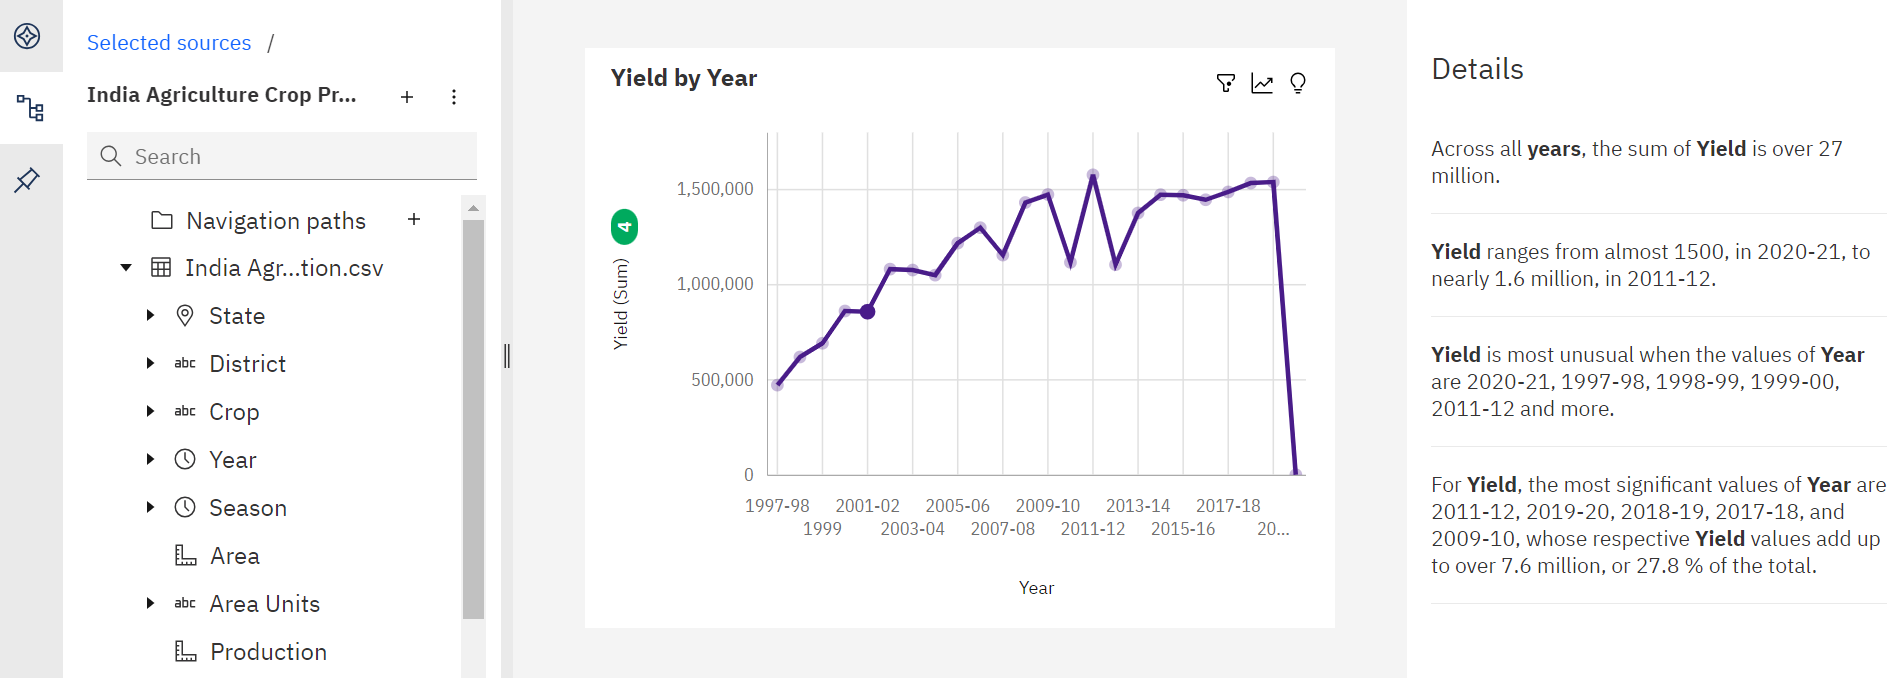 Selected sources /
India Agriculture Crop Pr...
Search
Navigation paths
India Agr...tion.csv
State
abc District
abc Crop
Year
Season
Area
abc Area Units
Production
Yield by Year
4
Yield (Sum)
1,500,000
1,000,000
500,000
0
1997-98 2001-02 2005-06 2009-10 2013-14 2017-18
1999 2003-04 2007-08 2011-12 2015-16 20...
Year
Details
Across all years, the sum of Yield is over 27
million.
Yield ranges from almost 1500, in 2020-21, to
nearly 1.6 million, in 2011-12.
Yield is most unusual when the values of Year
are 2020-21, 1997-98, 1998-99, 1999-00,
2011-12 and more.
For Yield, the most significant values of Year are
2011-12, 2019-20, 2018-19, 2017-18, and
2009-10, whose respective Yield values add up
to over 7.6 million, or 27.8 % of the total.